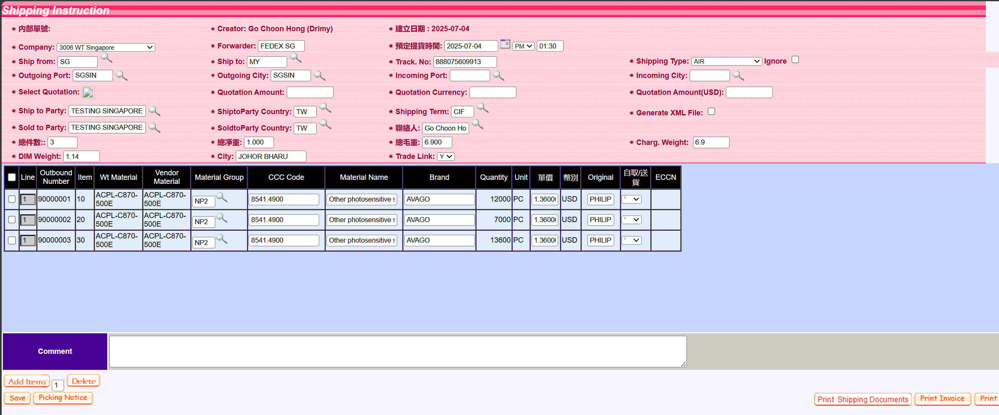 Shipping Instruction
內部單號:
Creator: Go Choon Hong (Drimy)
建立日期 : 2025-07-04
Company: 3006 WT Singapore
Forwarder: FEDEX SG
預定提貨時間: 2025-07-04 PM 01:30
Ship from: SG
Ship to: MY
Track. No: 888075609913
Shipping Type: AIR Ignore
Outgoing Port: SGSIN
Outgoing City: SGSIN
Incoming Port:
Incoming City:
Select Quotation:
Quotation Amount:
Quotation Currency:
Quotation Amount(USD):
Ship to Party: TESTING SINGAPORE
ShiptoParty Country: TW
Shipping Term: CIF
Generate XML File:
Sold to Party: TESTING SINGAPORE
SoldtoParty Country: TW
聯絡人: Go Choon Ho
總件數:: 3
總凈重: 1.000
總毛重: 6.900
Charg. Weight: 6.9
DIM Weight: 1.14
City: JOHOR BHARU
Trade Link: Y
Line Outbound Number Item Wt Material Vendor Material Material Group CCC Code Material Name Brand Quantity Unit 單價 幣別 Original 自取/送貨 ECCN
1 90000001 10 ACPL-C870-500E ACPL-C870-500E NP2 8541.4900 Other photosensitive s AVAGO 12000 PC 1.3600 USD PHILIP
1 90000002 20 ACPL-C870-500E ACPL-C870-500E NP2 8541.4900 Other photosensitive s AVAGO 7000 PC 1.3600 USD PHILIP
1 90000003 30 ACPL-C870-500E ACPL-C870-500E NP2 8541.4900 Other photosensitive s AVAGO 13600 PC 1.3600 USD PHILIP
Comment
Add Items 1 Delete
Save Picking Notice
Print Shipping Documents Print Invoice Print